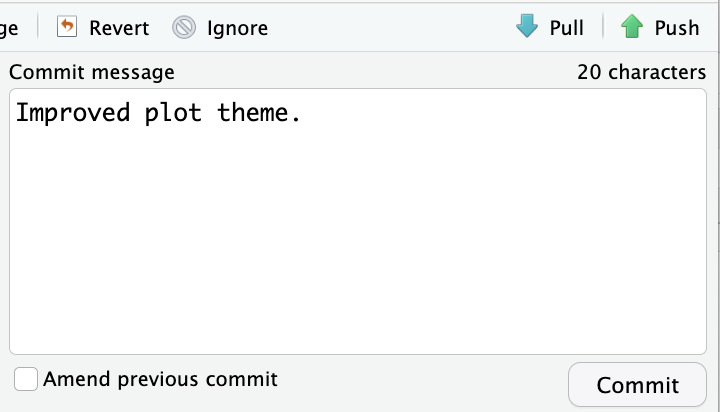 ge Revert Ignore Pull Push
Commit message 20 characters
Improved plot theme.
Amend previous commit
Commit